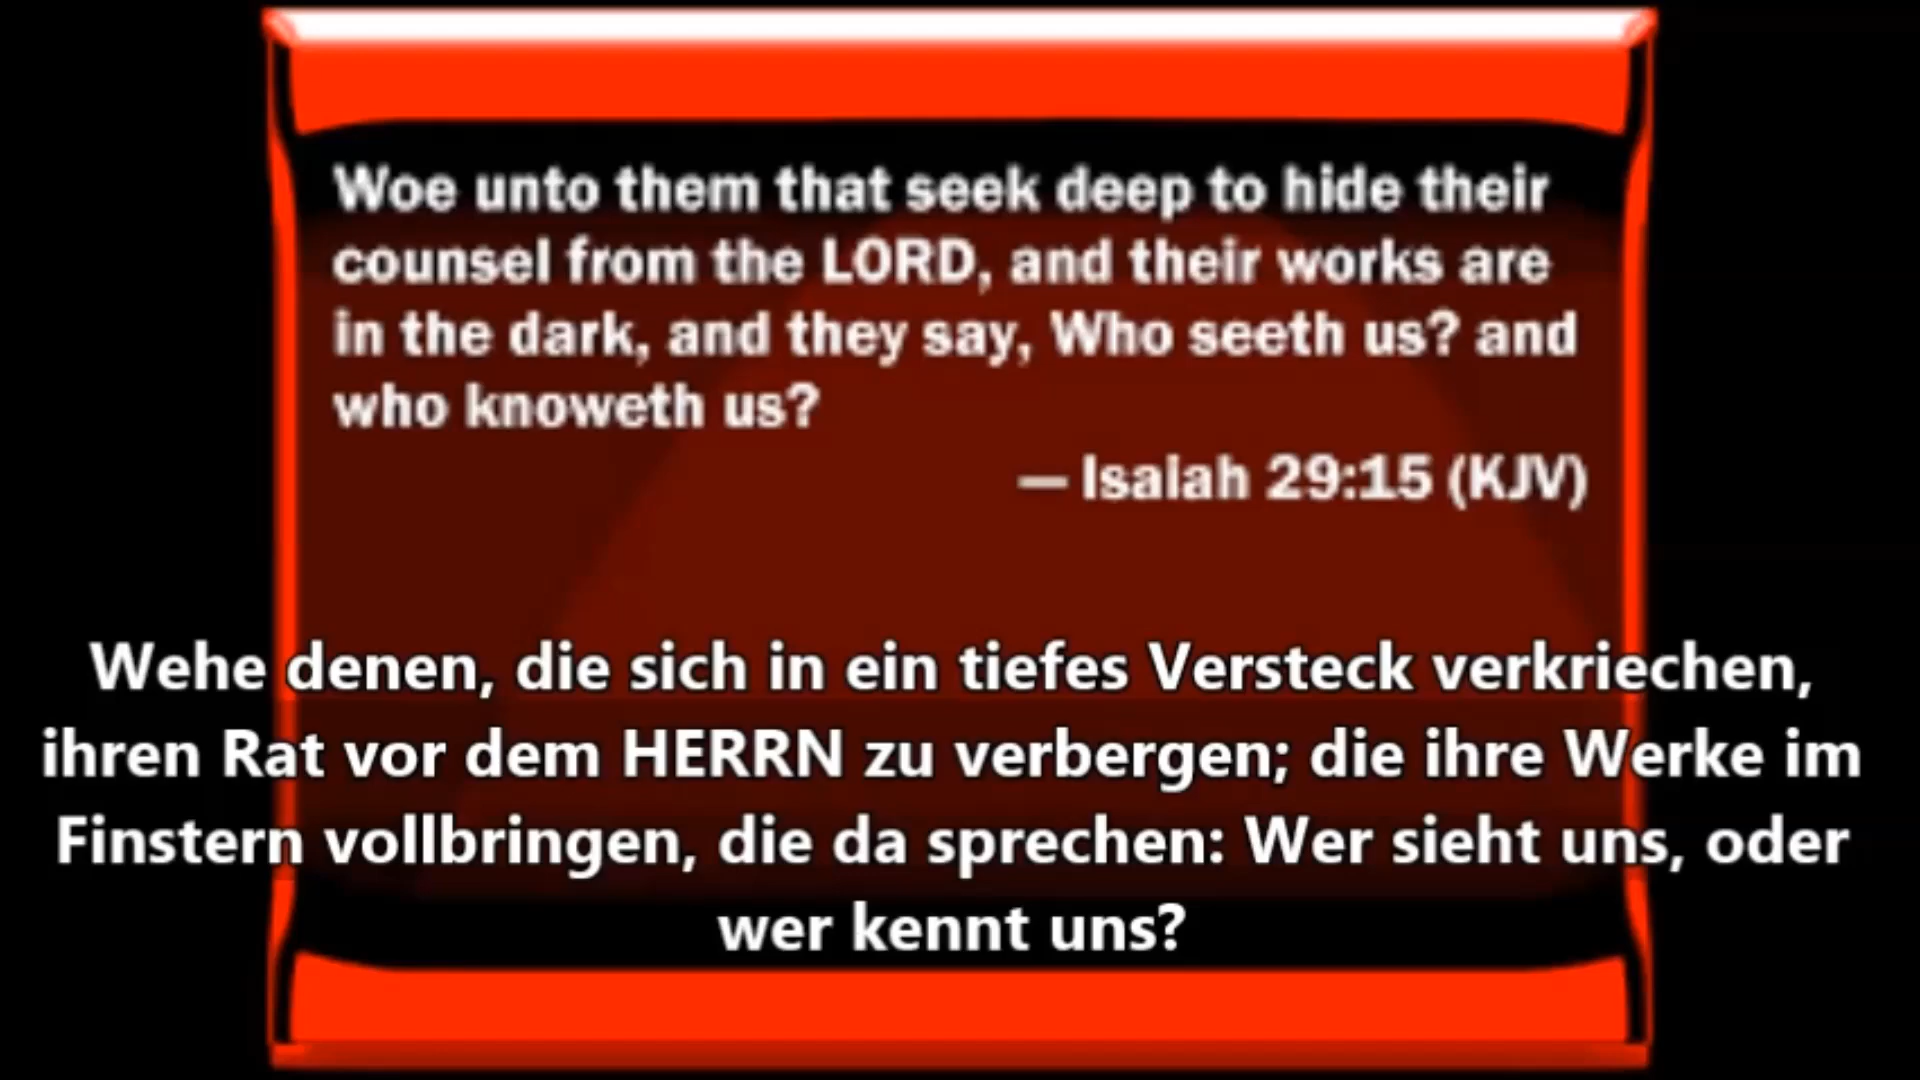 Woe unto them that seek deep to hide their
counsel from the LORD, and their works are
in the dark, and they say, Who seeth us? and
who knoweth us?
— Isaiah 29:15 (KJV)
Wehe denen, die sich in ein tiefes Versteck verkriechen,
ihren Rat vor dem HERRN zu verbergen; die ihre Werke im
Finstern vollbringen, die da sprechen: Wer sieht uns, oder
wer kennt uns?